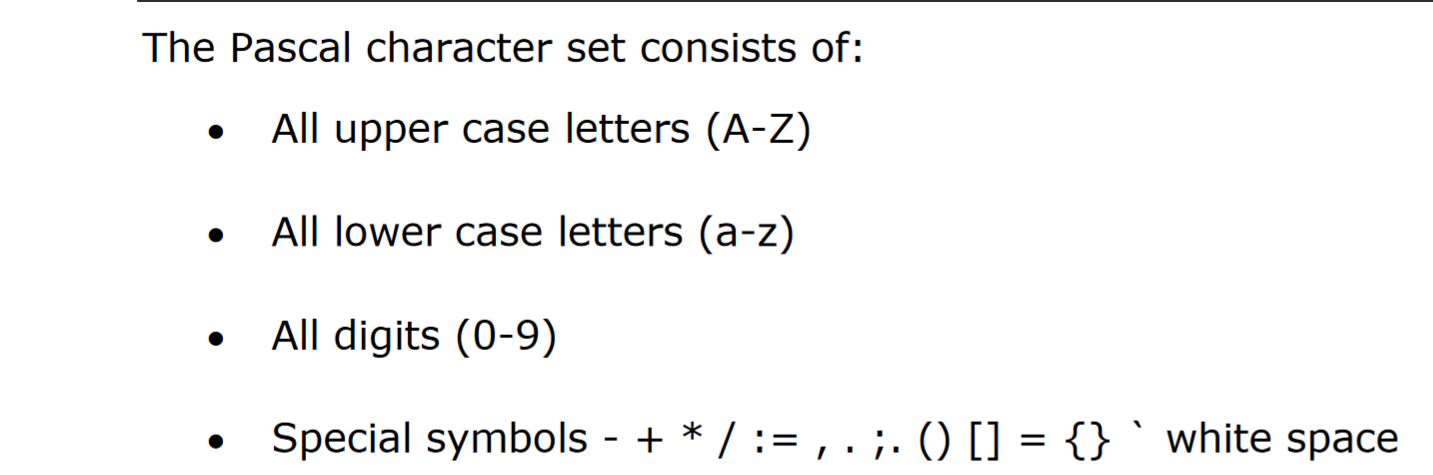 The Pascal character set consists of:
• All upper case letters (A-Z)
• All lower case letters (a-z)
• All digits (0-9)
• Special symbols - + * / := , . ;. () [] = {} ` white space